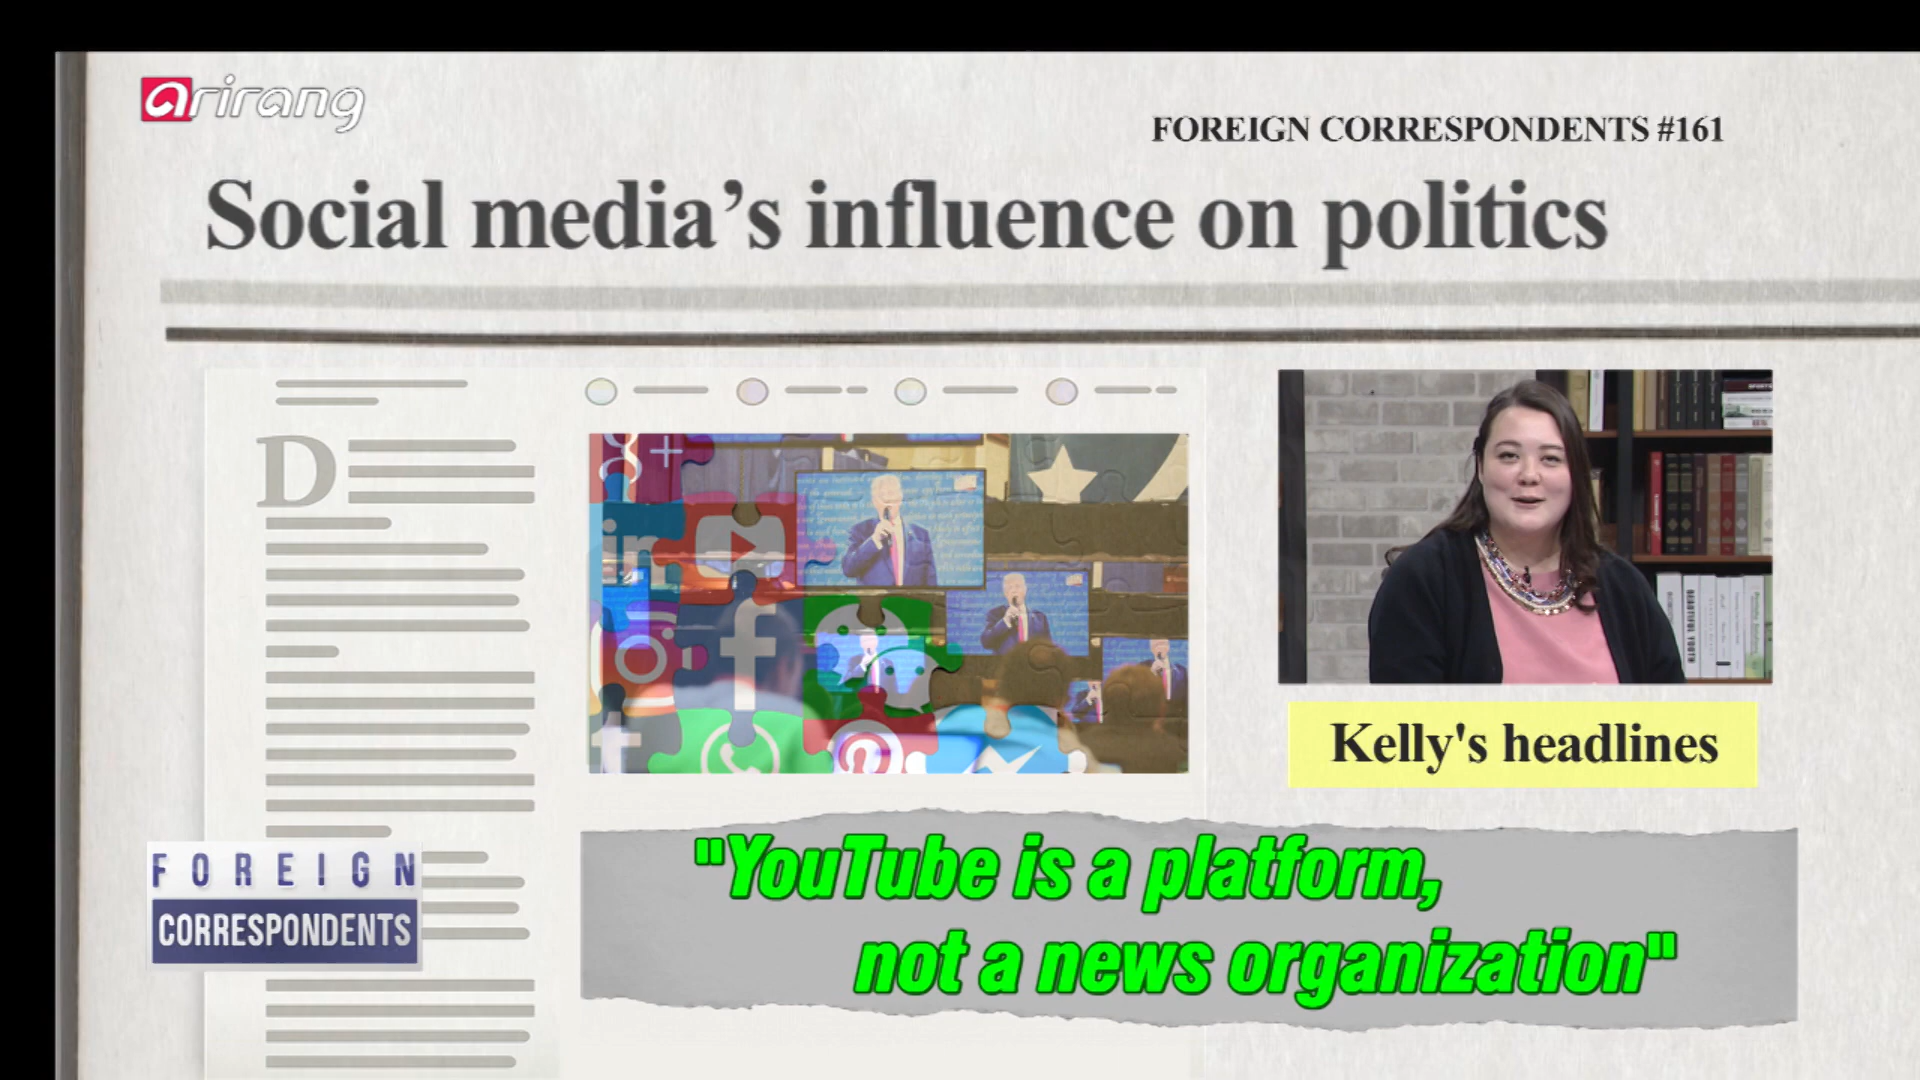 arirang
FOREIGN CORRESPONDENTS #161
Social media's influence on politics
D
g+
in
f
t
Kelly's headlines
"YouTube is a platform,
not a news organization"
FOREIGN
CORRESPONDENTS